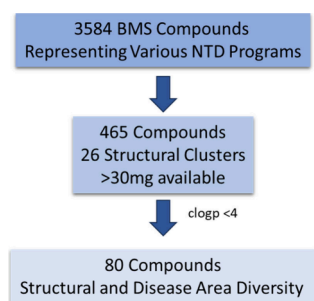 3584 BMS Compounds
Representing Various NTD Programs
465 Compounds
26 Structural Clusters
>30mg available
clogp <4
80 Compounds
Structural and Disease Area Diversity